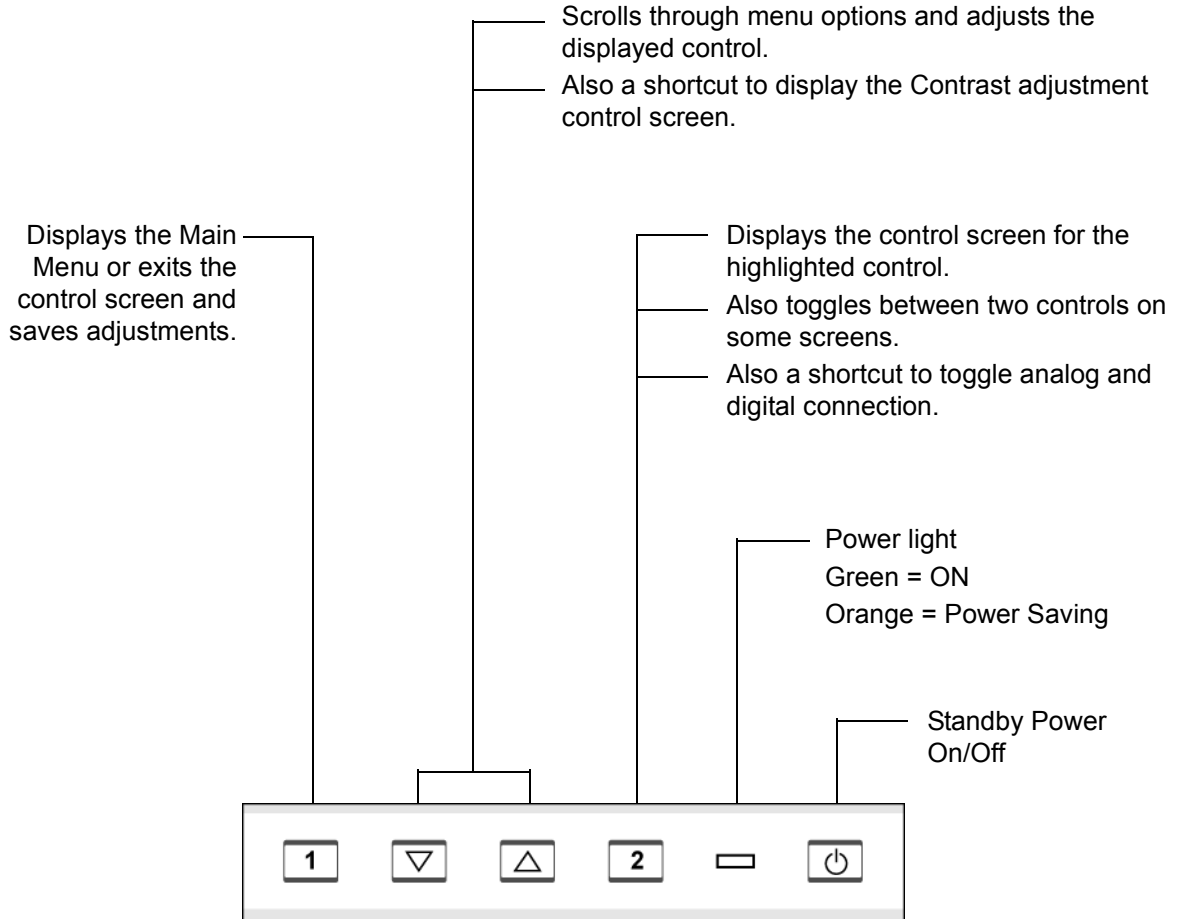 Scrolls through menu options and adjusts the
displayed control.
Also a shortcut to display the Contrast adjustment
control screen.
Displays the Main
Menu or exits the
control screen and
saves adjustments.
Displays the control screen for the
highlighted control.
Also toggles between two controls on
some screens.
Also a shortcut to toggle analog and
digital connection.
Power light
Green = ON
Orange = Power Saving
Standby Power
On/Off
1
2